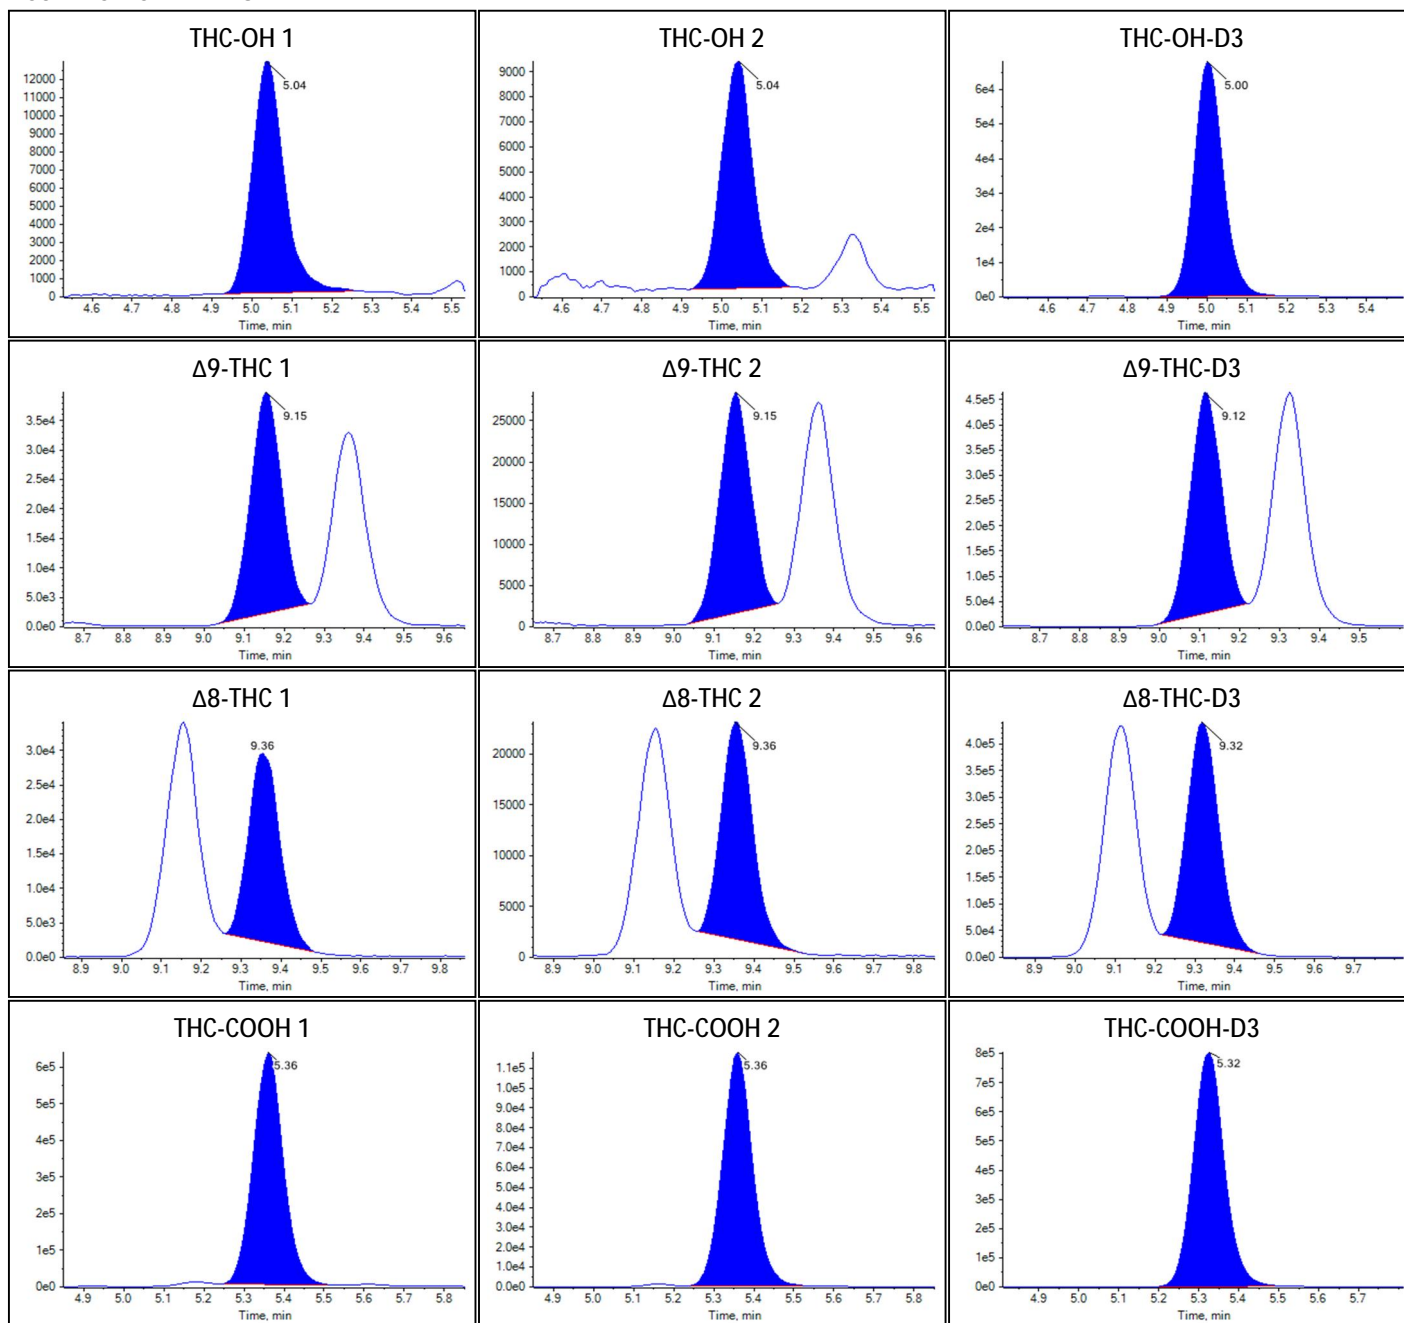 THC-OH 1
12000
11000
10000
9000
8000
7000
6000
5000
4000
3000
2000
1000
0
5.04
4.6 4.7 4.8 4.9 5.0 5.1 5.2 5.3 5.4 5.5
Time, min
THC-OH 2
9000
8000
7000
6000
5000
4000
3000
2000
1000
0
5.04
4.6 4.7 4.8 4.9 5.0 5.1 5.2 5.3 5.4 5.5
Time, min
THC-OH-D3
6e4
5e4
4e4
3e4
2e4
1e4
0e0
5.00
4.6 4.7 4.8 4.9 5.0 5.1 5.2 5.3 5.4
Time, min
Δ9-THC 1
3.5e4
3.0e4
2.5e4
2.0e4
1.5e4
1.0e4
5.0e3
0.0e0
9.15
8.7 8.8 8.9 9.0 9.1 9.2 9.3 9.4 9.5 9.6
Time, min
Δ9-THC 2
25000
20000
15000
10000
5000
0
9.15
8.7 8.8 8.9 9.0 9.1 9.2 9.3 9.4 9.5 9.6
Time, min
Δ9-THC-D3
4.5e5
4.0e5
3.5e5
3.0e5
2.5e5
2.0e5
1.5e5
1.0e5
5.0e4
0.0e0
9.12
8.7 8.8 8.9 9.0 9.1 9.2 9.3 9.4 9.5
Time, min
Δ8-THC 1
3.0e4
2.5e4
2.0e4
1.5e4
1.0e4
5.0e3
0.0e0
9.36
8.9 9.0 9.1 9.2 9.3 9.4 9.5 9.6 9.7 9.8
Time, min
Δ8-THC 2
20000
15000
10000
5000
0
9.36
8.9 9.0 9.1 9.2 9.3 9.4 9.5 9.6 9.7 9.8
Time, min
Δ8-THC-D3
4.0e5
3.5e5
3.0e5
2.5e5
2.0e5
1.5e5
1.0e5
5.0e4
0.0e0
9.32
8.9 9.0 9.1 9.2 9.3 9.4 9.5 9.6 9.7
Time, min
THC-COOH 1
6e5
5e5
4e5
3e5
2e5
1e5
0e0
5.36
4.9 5.0 5.1 5.2 5.3 5.4 5.5 5.6 5.7 5.8
Time, min
THC-COOH 2
1.1e5
1.0e5
9.0e4
8.0e4
7.0e4
6.0e4
5.0e4
4.0e4
3.0e4
2.0e4
1.0e4
0.0e0
5.36
4.9 5.0 5.1 5.2 5.3 5.4 5.5 5.6 5.7 5.8
Time, min
THC-COOH-D3
8e5
7e5
6e5
5e5
4e5
3e5
2e5
1e5
0e0
5.32
4.9 5.0 5.1 5.2 5.3 5.4 5.5 5.6 5.7
Time, min